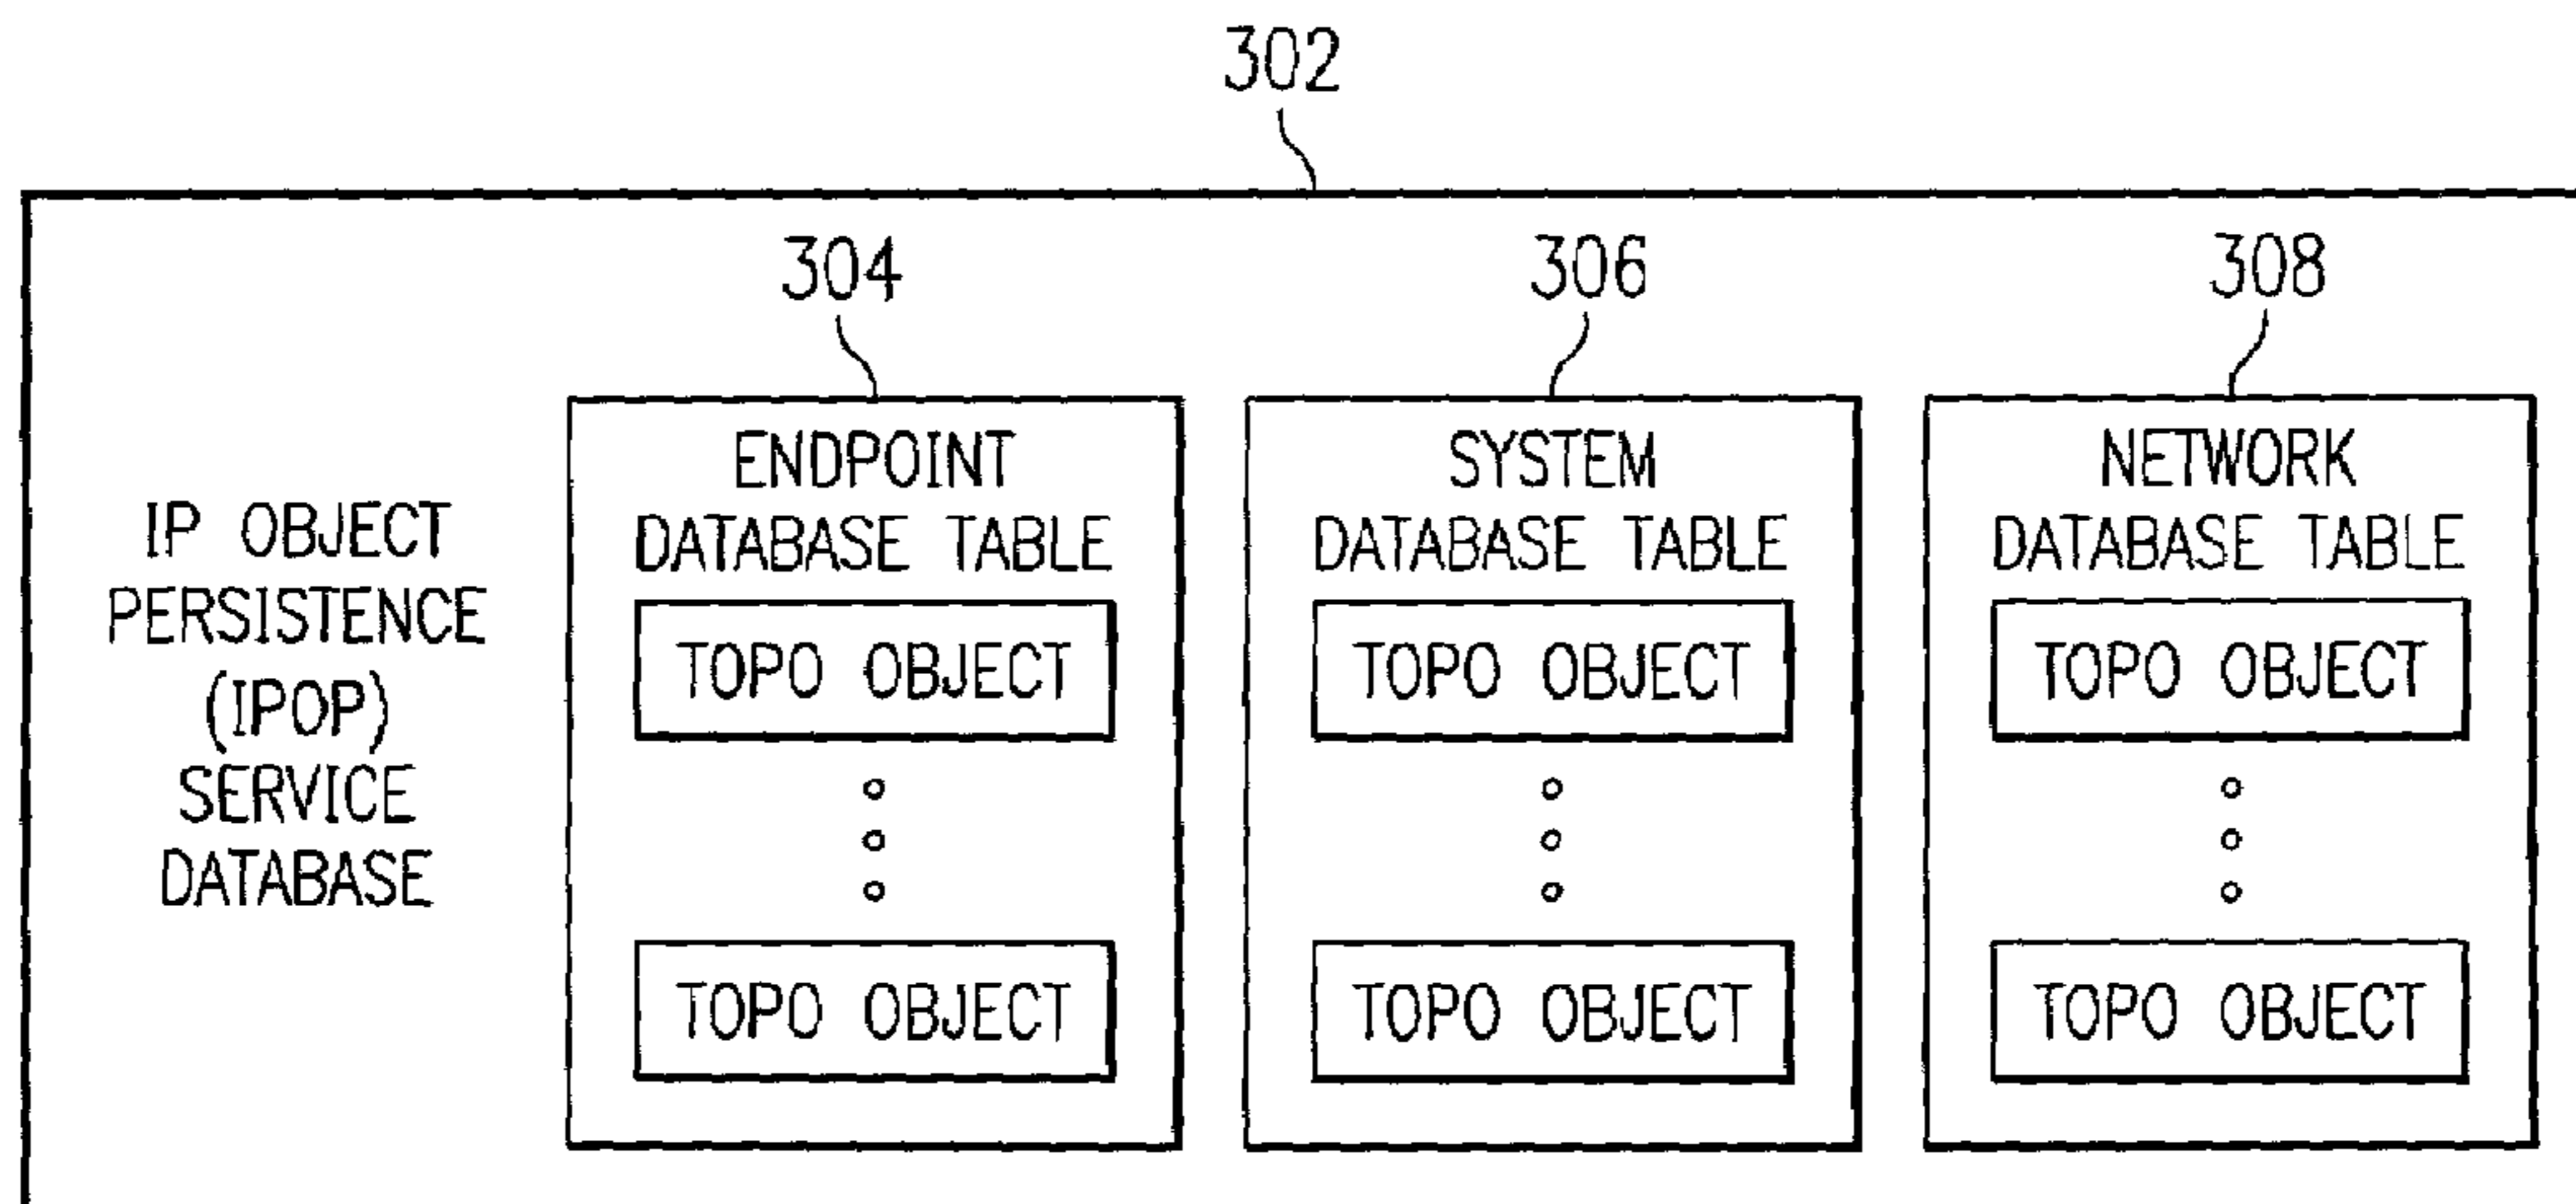 302
304
306
308
IP OBJECT
PERSISTENCE
(IPOP)
SERVICE
DATABASE
ENDPOINT
DATABASE TABLE
TOPO OBJECT
TOPO OBJECT
SYSTEM
DATABASE TABLE
TOPO OBJECT
TOPO OBJECT
NETWORK
DATABASE TABLE
TOPO OBJECT
TOPO OBJECT